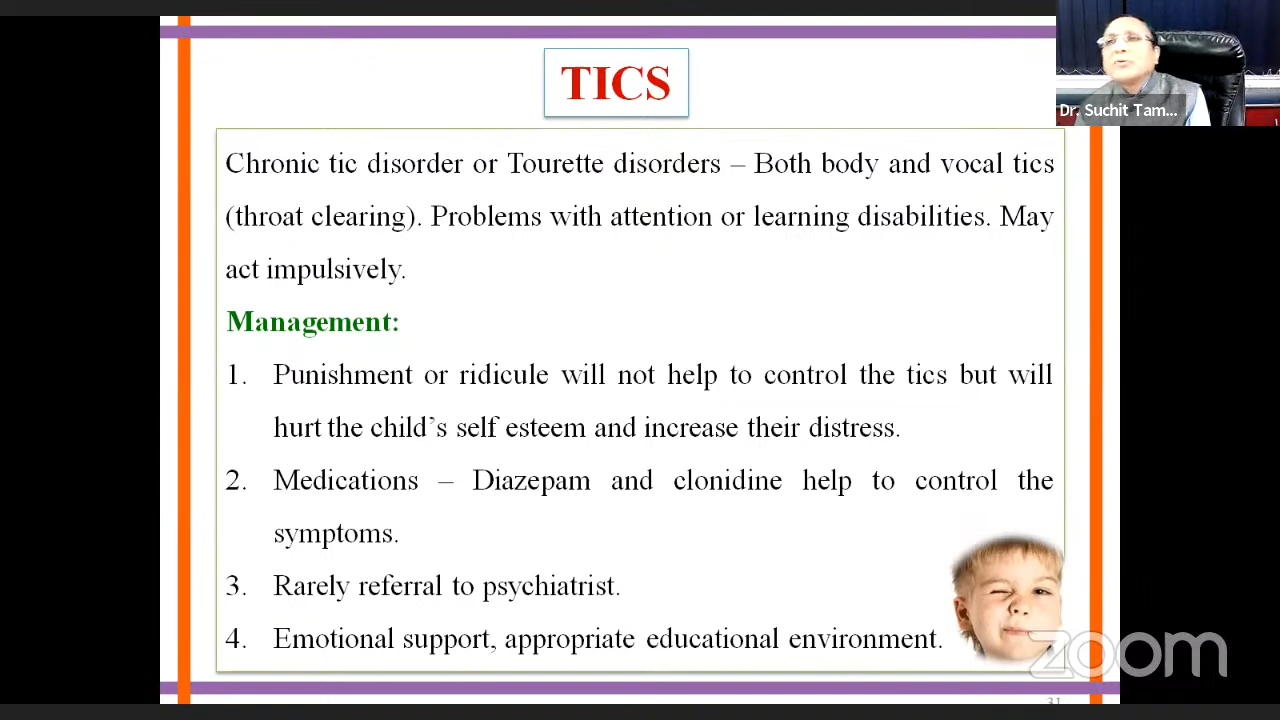 TICS
Dr. Suchit Tam...
Chronic tic disorder or Tourette disorders – Both body and vocal tics
(throat clearing). Problems with attention or learning disabilities. May
act impulsively.
Management:
1. Punishment or ridicule will not help to control the tics but will
hurt the child’s self esteem and increase their distress.
2. Medications – Diazepam and clonidine help to control the
symptoms.
3. Rarely referral to psychiatrist.
4. Emotional support, appropriate educational environment.
zoom
31